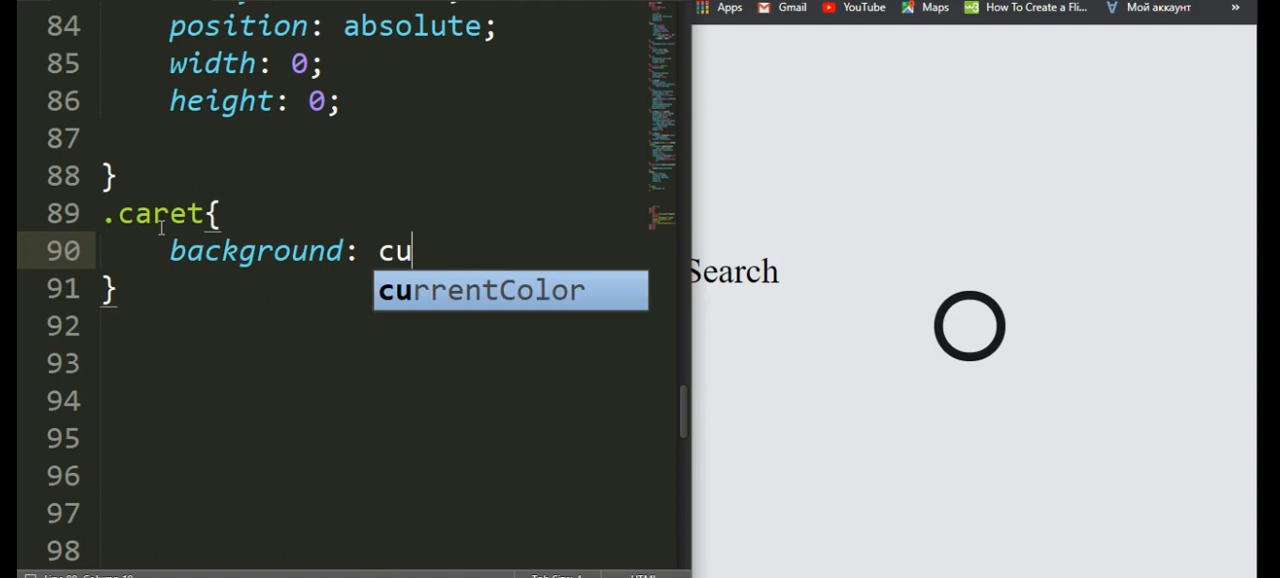 84 position: absolute;
85 width: 0;
86 height: 0;
87
88 }
89 .caret{
90 background: cu
currentColor
91 }
92
93
94
95
96
97
98
Apps Gmail YouTube Maps How To Create a Fli... Мой аккаунт »
Search